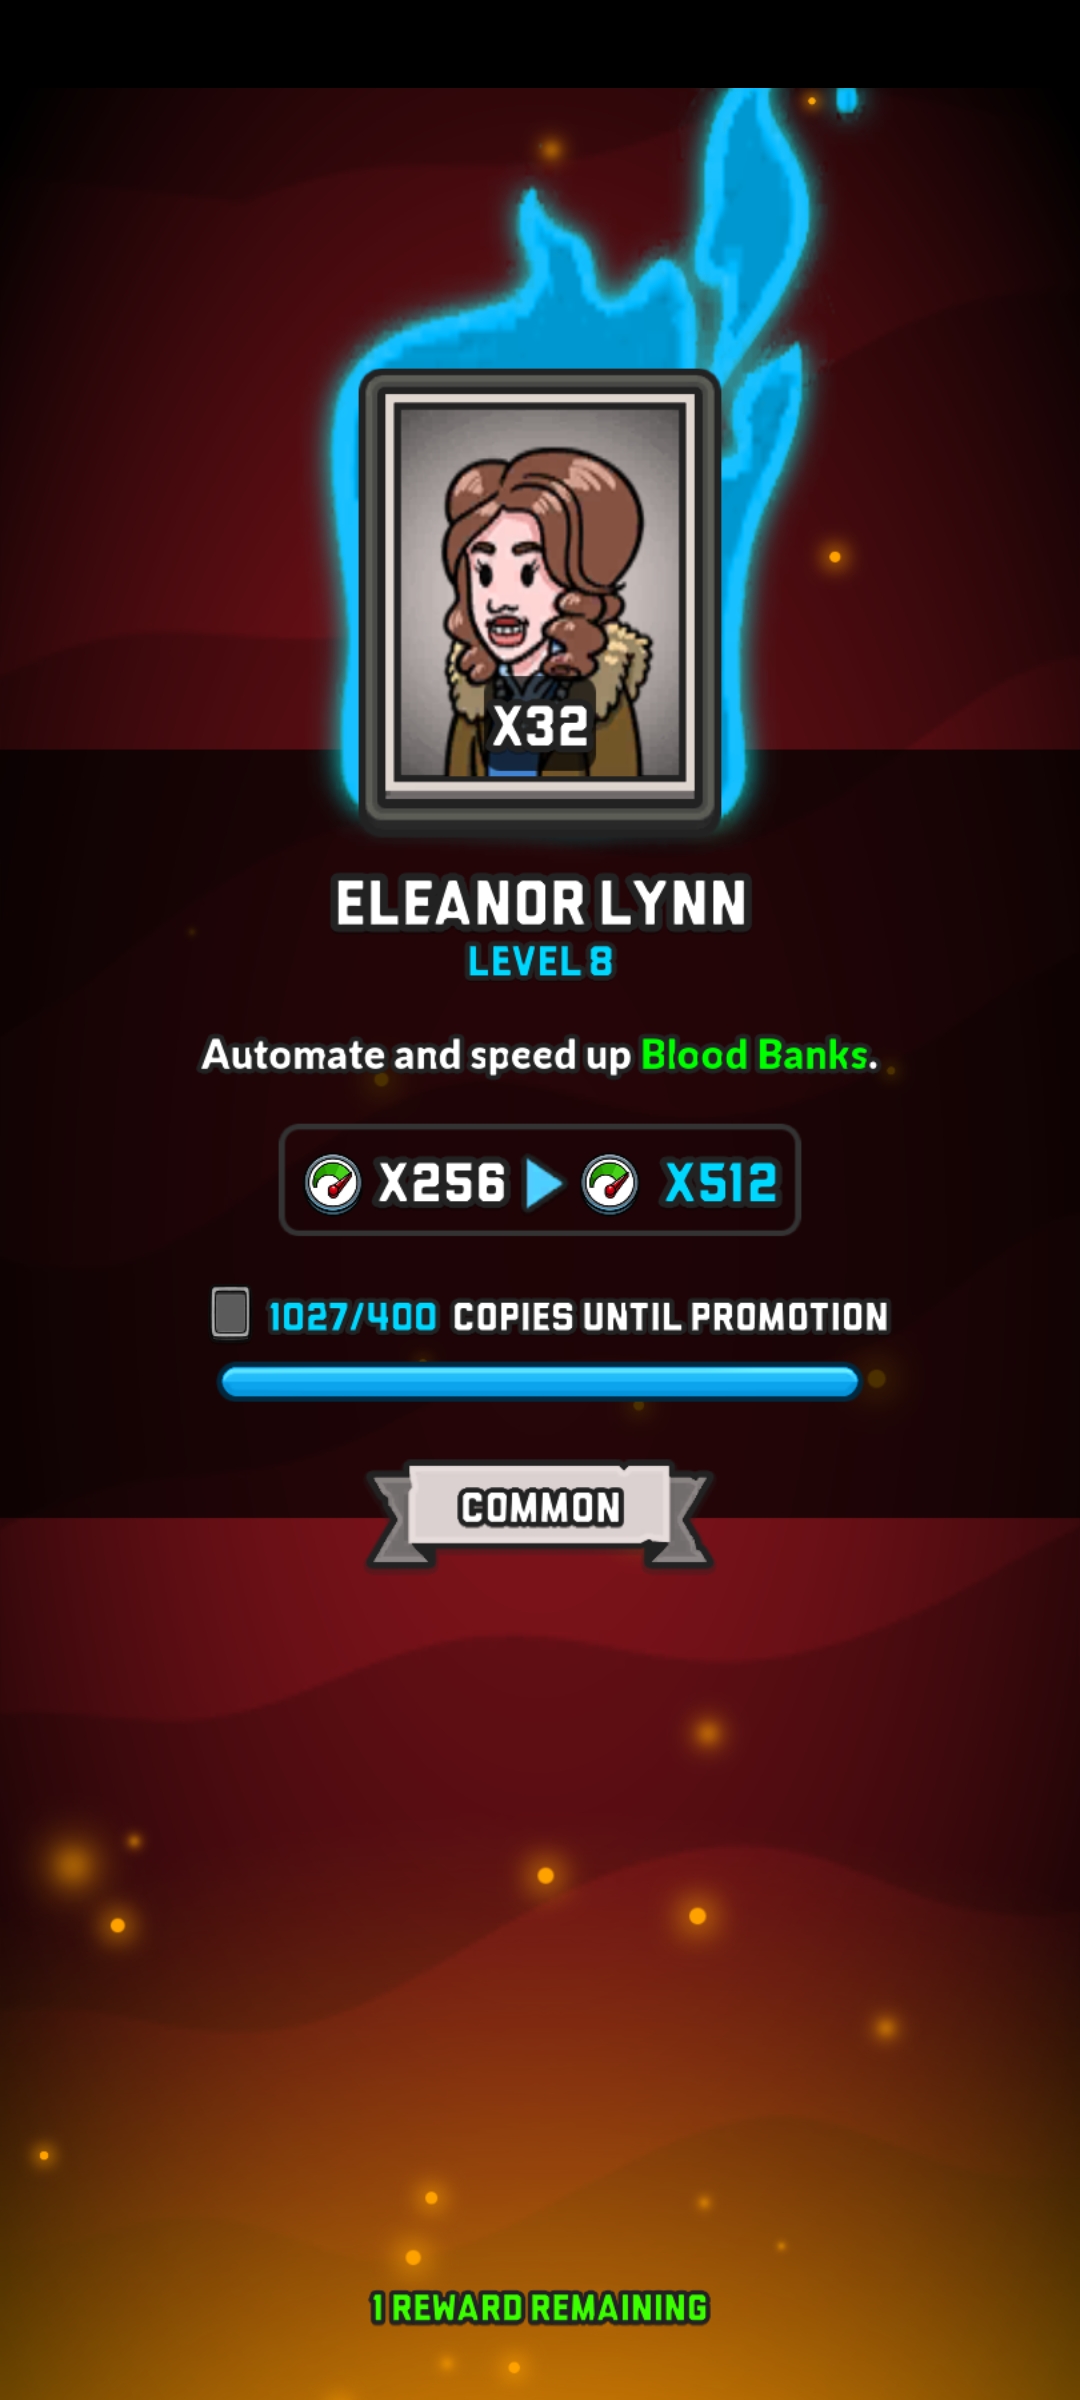 X32
ELEANOR LYNN
LEVEL 8
Automate and speed up Blood Banks.
X256 X512
1027/400 COPIES UNTIL PROMOTION
COMMON
1 REWARD REMAINING